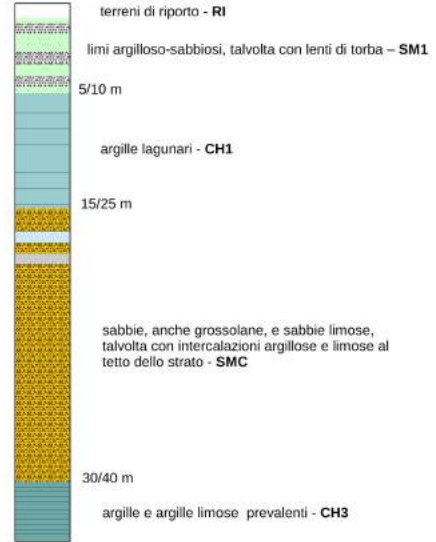 terreni di riporto - RI
limi argilloso-sabbiosi, talvolta con lenti di torba – SM1
5/10 m
argille lagunari - CH1
15/25 m
sabbie, anche grossolane, e sabbie limose,
talvolta con intercalazioni argillose e limose al
tetto dello strato - SMC
30/40 m
argille e argille limose prevalenti - CH3